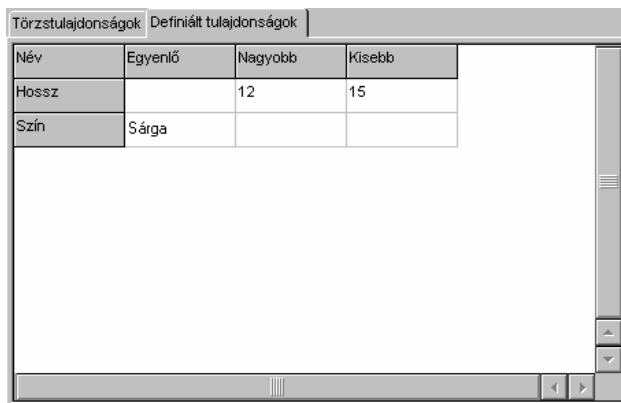 Törzstulajdonságok Definiált tulajdonságok
Név Egyenlő Nagyobb Kisebb
Hossz 12 15
Szín Sárga